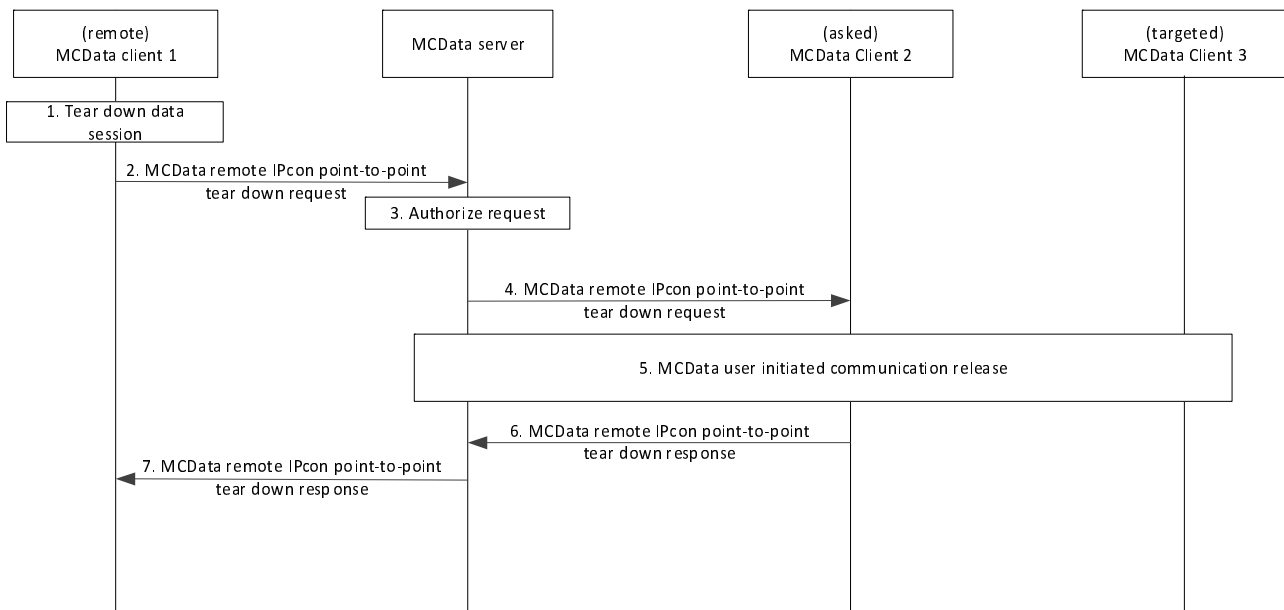 (remote)
MCData client 1
MCData server
(asked)
MCData Client 2
(targeted)
MCData Client 3
1. Tear down data
session
2. MCData remote IPcon point-to-point
tear down request
3. Authorize request
4. MCData remote IPcon point-to-point
tear down request
5. MCData user initiated communication release
6. MCData remote IPcon point-to-point
tear down response
7. MCData remote IPcon point-to-point
tear down response